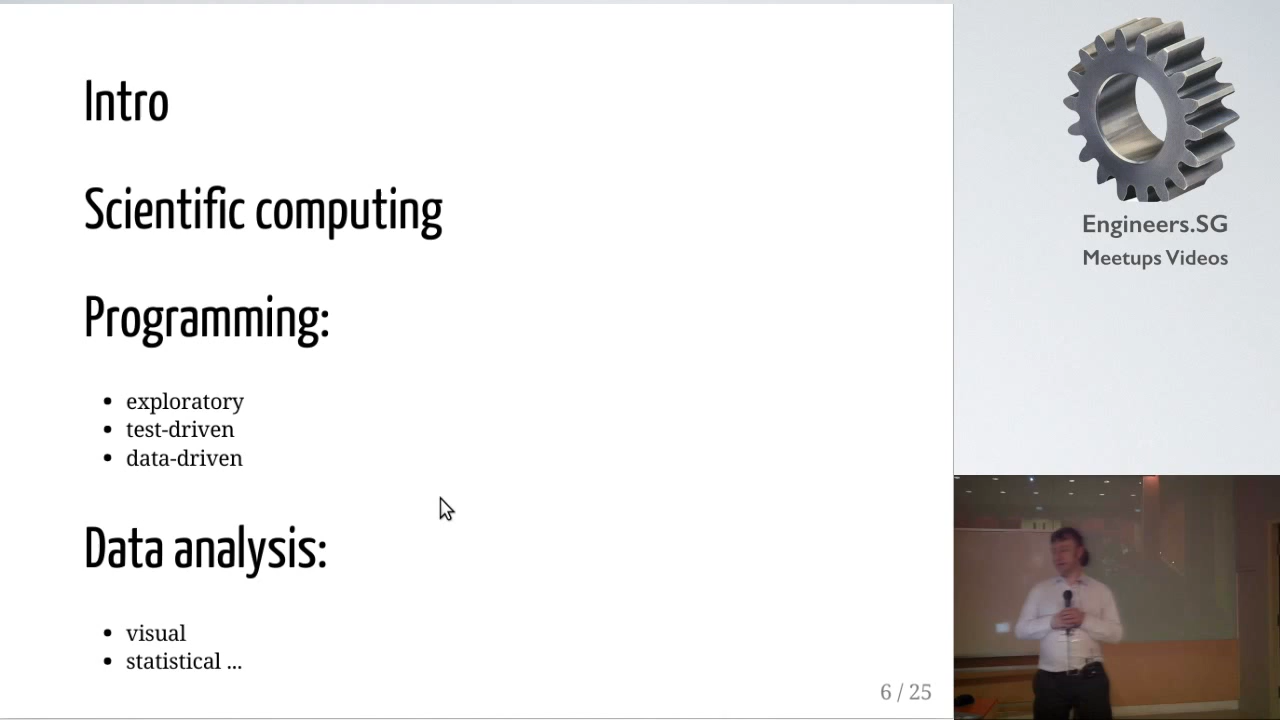 Intro
Scientific computing
Programming:
• exploratory
• test-driven
• data-driven
Data analysis:
• visual
• statistical ...
6 / 25
Engineers.SG
Meetups Videos